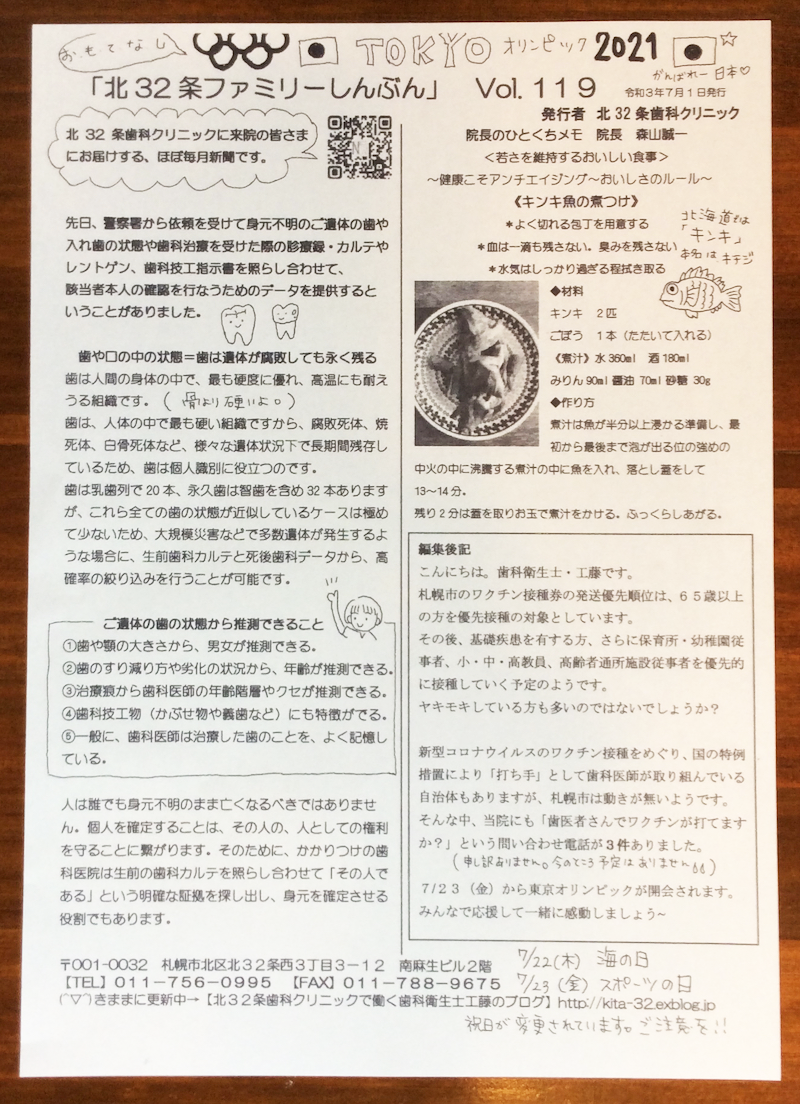 おもてなし
TOKYO オリンピック 2021
がんばれー日本♡
「北32条ファミリーしんぶん」 Vol.119 令和3年7月1日発行
北32条歯科クリニックに来院の皆さまにお届けする、ほぼ毎月新聞です。
先日、警察署から依頼を受けて身元不明のご遺体の歯や
入れ歯の状態や歯科治療を受けた際の診療録・カルテや
レントゲン、歯科技工指示書を照らし合わせて、
該当者本人の確認を行なうためのデータを提供すると
いうことがありました。
歯や口の中の状態＝歯は遺体が腐敗しても永く残る
歯は人間の身体の中で、最も硬度に優れ、高温にも耐え
うる組織です。（骨より硬いよ。）
歯は、人体の中で最も硬い組織ですから、腐敗死体、焼
死体、白骨死体など、様々な遺体状況下で長期間残存し
ているため、歯は個人識別に役立つのです。
歯は乳歯列で20本、永久歯は智歯を含め32本あります
が、これら全ての歯の状態が近似しているケースは極め
て少ないため、大規模災害などで多数遺体が発生するよ
うな場合に、生前歯科カルテと死後歯科データから、高
確率の絞り込みを行うことが可能です。
ご遺体の歯の状態から推測できること
①歯や顎の大きさから、男女が推測できる。
②歯のすり減り方や劣化の状況から、年齢が推測できる。
③治療痕から歯科医師の年齢階層やクセが推測できる。
④歯科技工物（かぶせ物や義歯など）にも特徴がでる。
⑤一般に、歯科医師は治療した歯のことを、よく記憶し
ている。
人は誰でも身元不明のまま亡くなるべきではありませ
ん。個人を確定することは、その人の、人としての権利
を守ることに繋がります。そのために、かかりつけの歯
科医院は生前の歯科カルテを照らし合わせて「その人で
ある」という明確な証拠を探し出し、身元を確定させる
役割でもあります。
発行者 北32条歯科クリニック
院長のひとくちメモ 院長 森山誠一
＜若さを維持するおいしい食事＞
～健康こそアンチエイジング～おいしさのルール～
《キンキ魚の煮つけ》
＊よく切れる包丁を用意する
＊血は一滴も残さない。臭みを残さない
＊水気はしっかり過ぎる程拭き取る
北海道では
「キンキ」
本名はキチジ
◆材料
キンキ 2匹
ごぼう 1本（たたいて入れる）
《煮汁》水360ml 酒180ml
みりん90ml醤油 70ml砂糖 30g
◆作り方
煮汁は魚が半分以上浸かる準備し、最
初から最後まで泡が出る位の強めの
中火の中に沸騰する煮汁の中に魚を入れ、落とし蓋をして
13～14分。
残り2分は蓋を取りお玉で煮汁をかける。ふっくらしあがる。
編集後記
こんにちは。歯科衛生士・工藤です。
札幌市のワクチン接種券の発送優先順位は、６５歳以上
の方を優先接種の対象としています。
その後、基礎疾患を有する方、さらに保育所・幼稚園従
事者、小・中・高教員、高齢者通所施設従事者を優先的
に接種していく予定のようです。
ヤキモキしている方も多いのではないでしょうか？
新型コロナウイルスのワクチン接種をめぐり、国の特例
措置により「打ち手」として歯科医師が取り組んでいる
自治体もありますが、札幌市は動きが無いようです。
そんな中、当院にも「歯医者さんでワクチンが打てます
か？」という問い合わせ電話が３件ありました。
（申し訳ありません。今のところ予定はありません）
７/２３（金）から東京オリンピックが開会されます。
みんなで応援して一緒に感動しましょう~
〒001-0032 札幌市北区北３２条西３丁目３－１２ 南麻生ビル２階
【TEL】011-756-0995 【FAX】011-788-9675
(^▽^)きままに更新中→【北３２条歯科クリニックで働く歯科衛生士工藤のブログ】http://kita-32.exblog.jp
7/22(木) 海の日
7/23(金) スポーツの日
祝日が変更されています。ご注意を!!